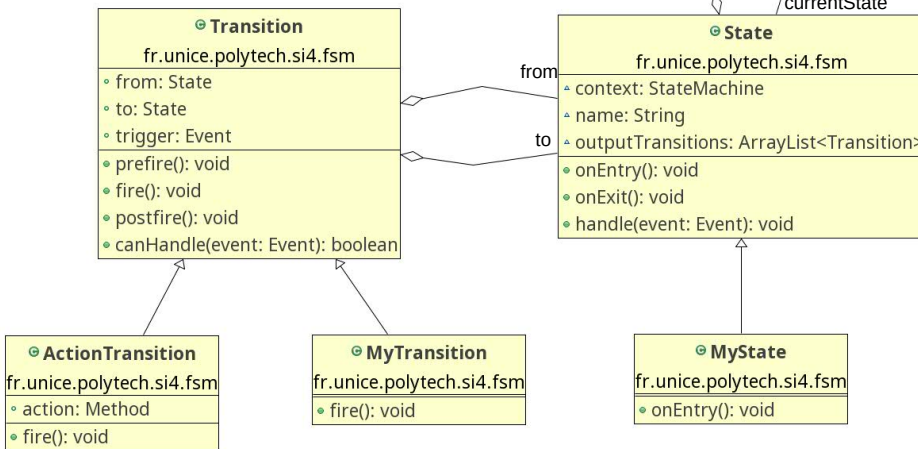 currentState
Transition
fr.unice.polytech.si4.fsm
from: State
to: State
trigger: Event
prefire(): void
fire(): void
postfire(): void
canHandle(event: Event): boolean
from
to
State
fr.unice.polytech.si4.fsm
context: StateMachine
name: String
outputTransitions: ArrayList<Transition>
onEntry(): void
onExit(): void
handle(event: Event): void
ActionTransition
fr.unice.polytech.si4.fsm
action: Method
fire(): void
MyTransition
fr.unice.polytech.si4.fsm
fire(): void
MyState
fr.unice.polytech.si4.fsm
onEntry(): void